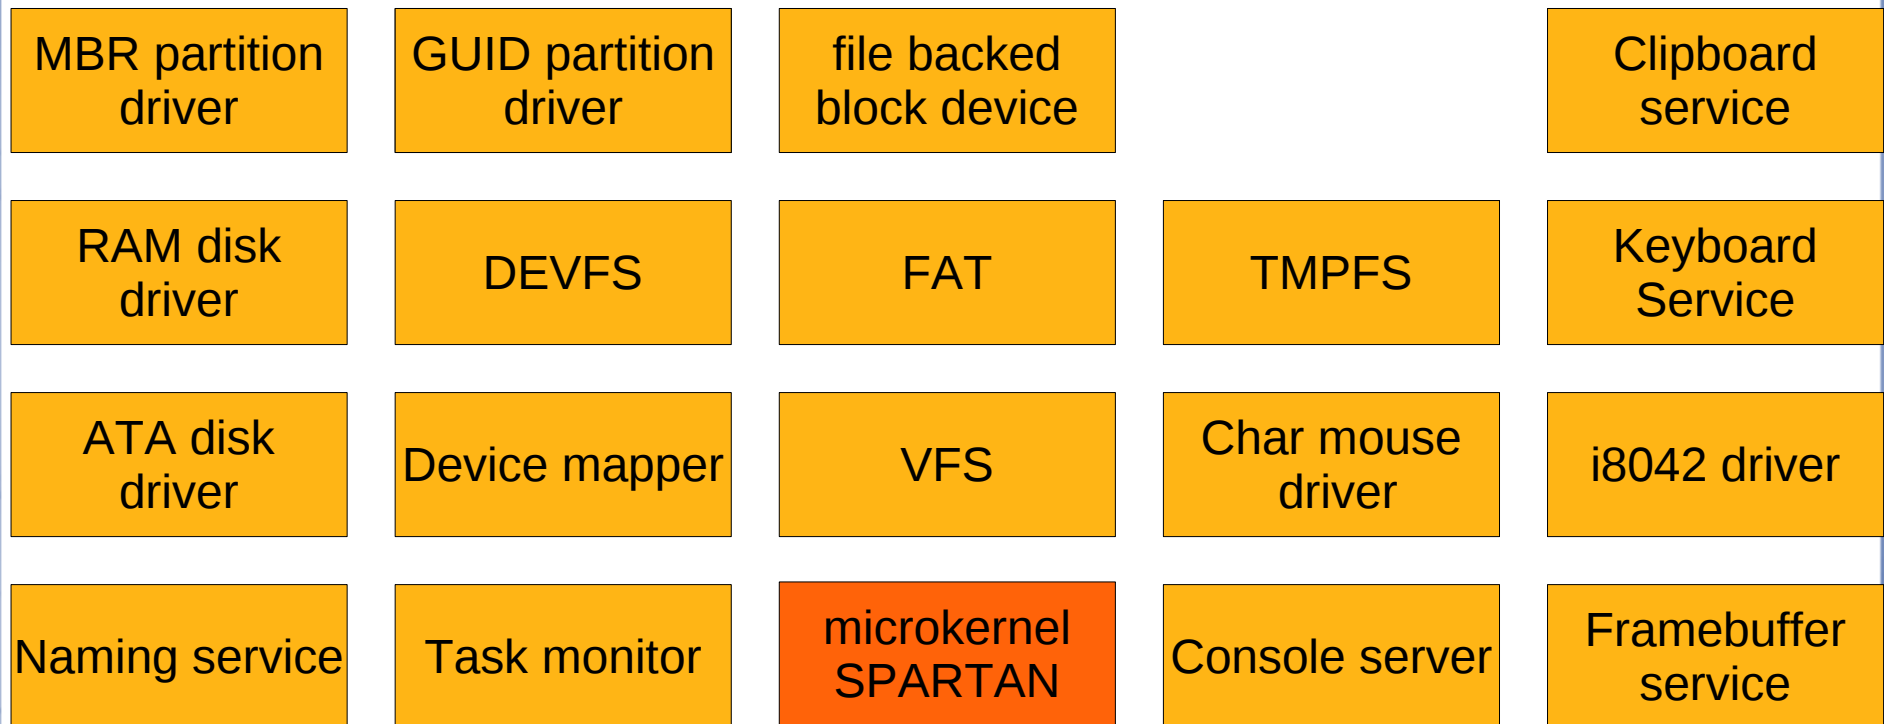 MBR partition
driver
GUID partition
driver
file backed
block device
Clipboard
service
RAM disk
driver
DEVFS
FAT
TMPFS
Keyboard
Service
ATA disk
driver
Device mapper
VFS
Char mouse
driver
i8042 driver
Naming service
Task monitor
microkernel
SPARTAN
Console server
Framebuffer
service